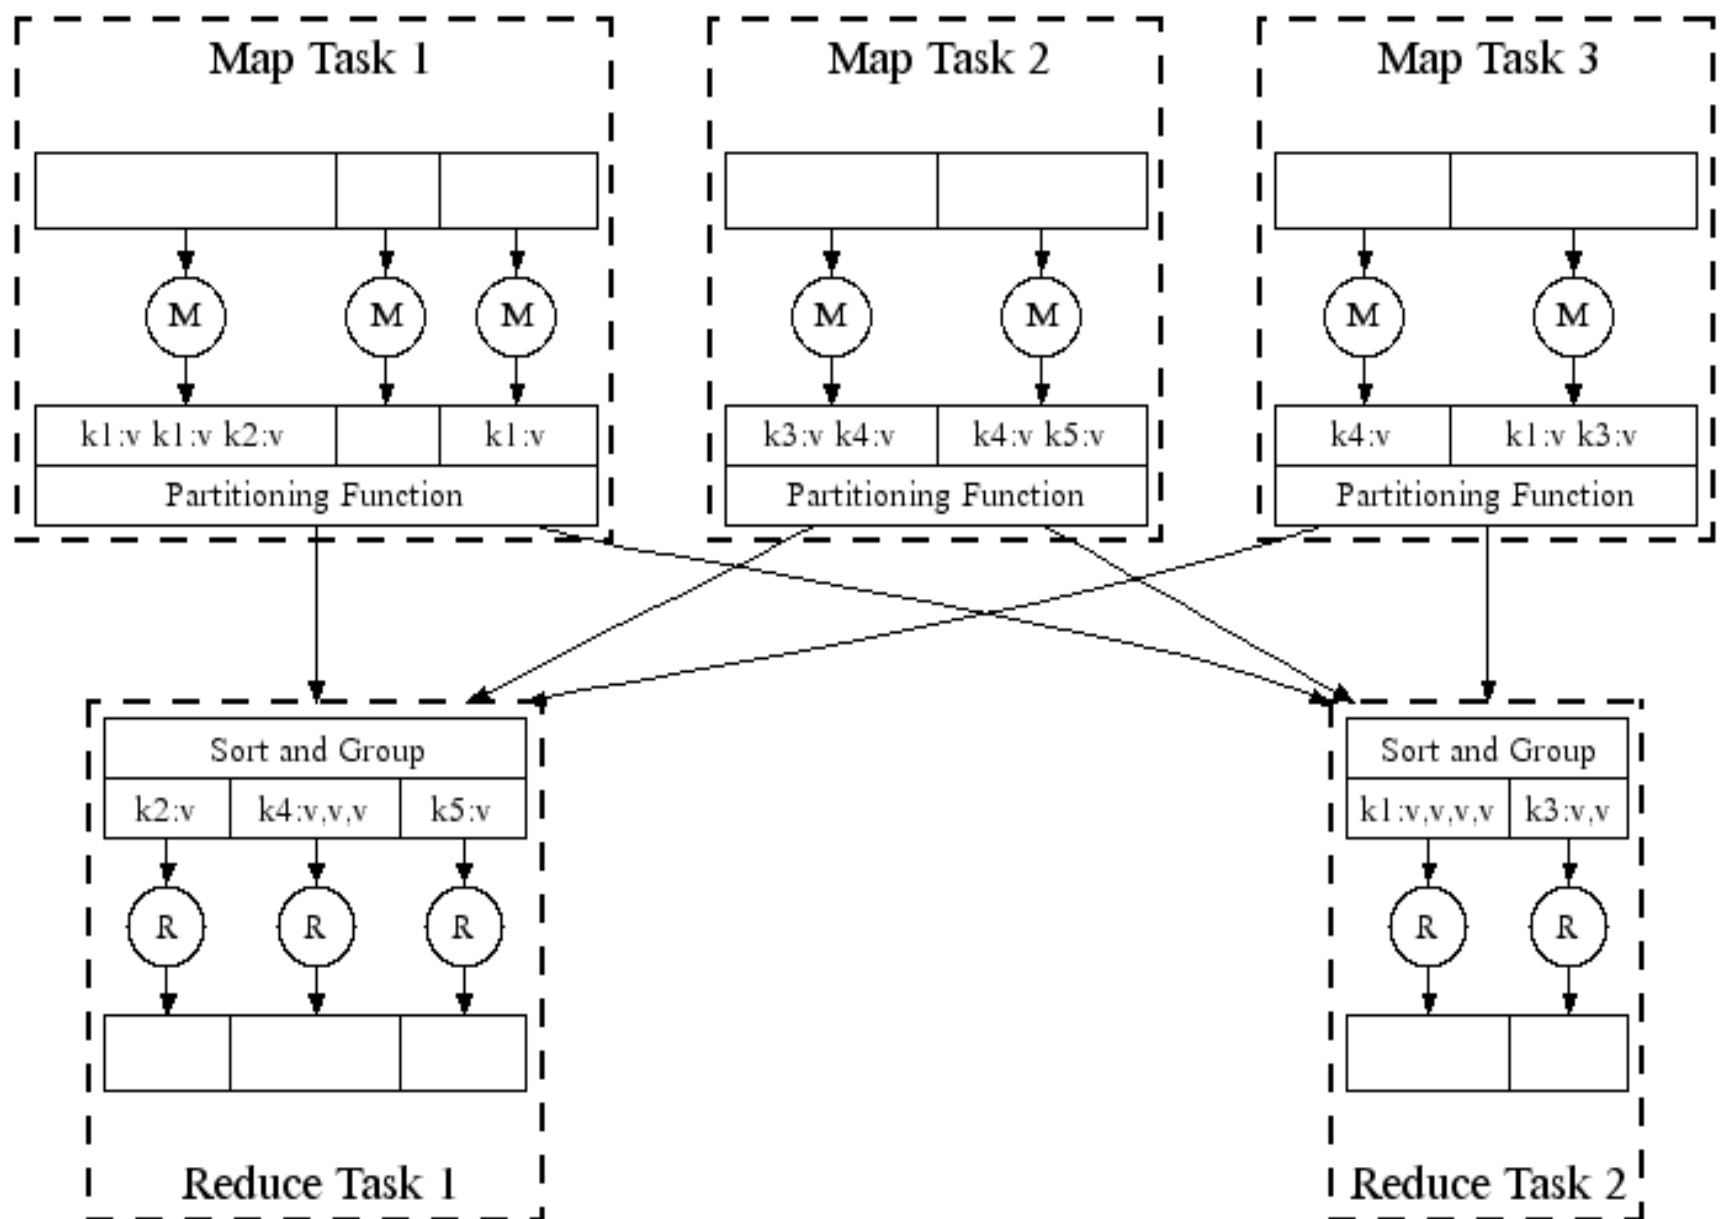 Map Task 1
Map Task 2
Map Task 3
M
M
M
M
M
M
M
k1:v k1:v k2:v
k1:v
k3:v k4:v
k4:v k5:v
k4:v
k1:v k3:v
Partitioning Function
Partitioning Function
Partitioning Function
Sort and Group
Sort and Group
k2:v
k4:v,v,v
k5:v
k1:v,v,v,v
k3:v,v
R
R
R
R
R
Reduce Task 1
Reduce Task 2